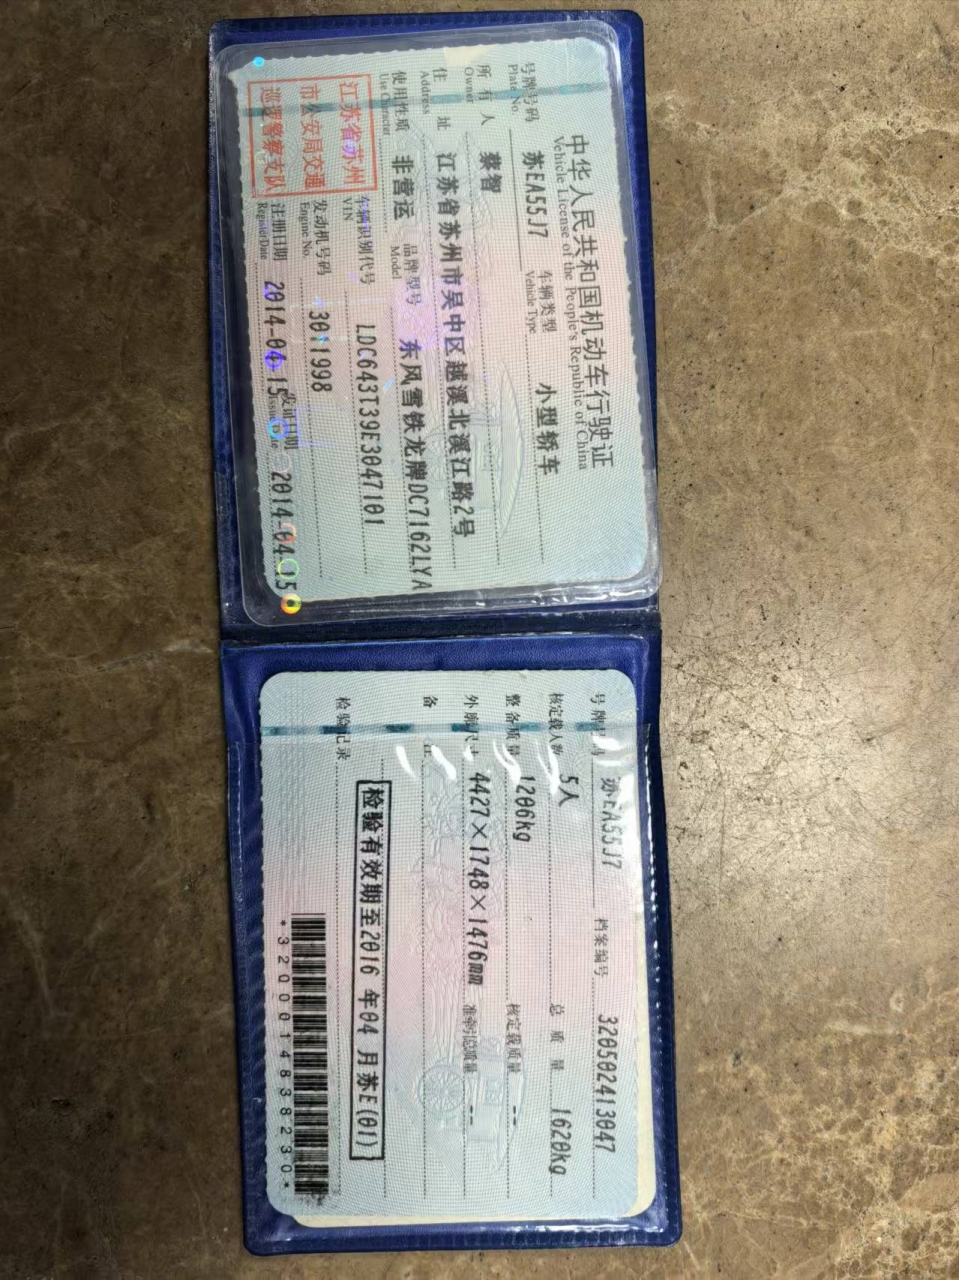 中华人民共和国机动车行驶证
Vehicle License of the People's Republic of China
号牌号码 苏EA55J7 车辆类型 小型轿车
Plate No. Vehicle Type
所有人 蔡智
Owner
住址 江苏省苏州市吴中区越溪北溪江路2号
Address
使用性质 非营运 品牌型号 东风雪铁龙牌DC7162LYA
Use Character Model
江苏省苏州
市公安局交通
巡逻警察支队
车辆识别代号 LDC643T39E3047101
VIN
发动机号码 3011998
Engine No.
注册日期 2014-04-15 发证日期 2014-04-15
Register Date Issue Date
号牌号码 苏EA55J7 档案编号 320502413047
核定载人数 5人 总质量 1620kg
整备质量 1206kg 核定载质量 --
外廓尺寸 4427×1748×1476mm 准牵引总质量 --
备注
检验记录 检验有效期至2016年04月苏E(01)
*3200014838230*